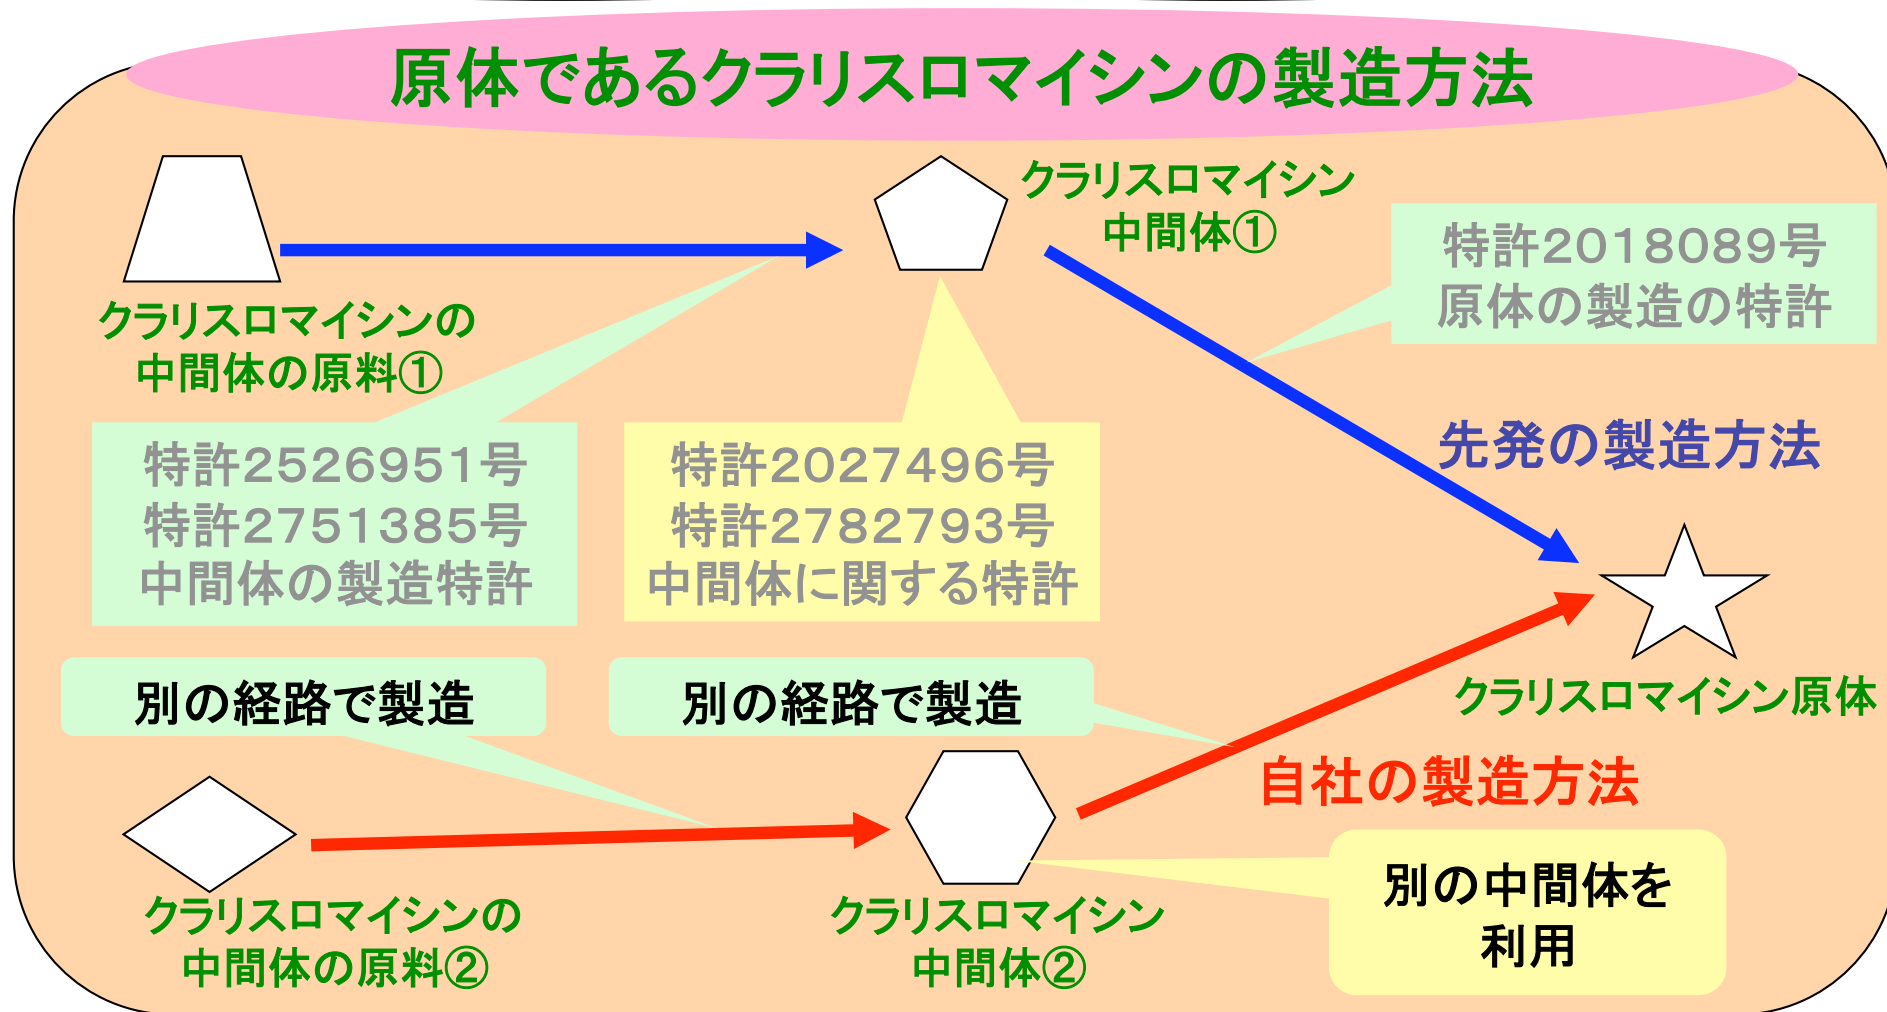 原体であるクラリスロマイシンの製造方法
クラリスロマイシン
中間体①
特許2018089号
原体の製造の特許
クラリスロマイシンの
中間体の原料①
先発の製造方法
特許2526951号
特許2751385号
中間体の製造特許
特許2027496号
特許2782793号
中間体に関する特許
別の経路で製造
別の経路で製造
クラリスロマイシン原体
自社の製造方法
別の中間体を
利用
クラリスロマイシンの
中間体の原料②
クラリスロマイシン
中間体②